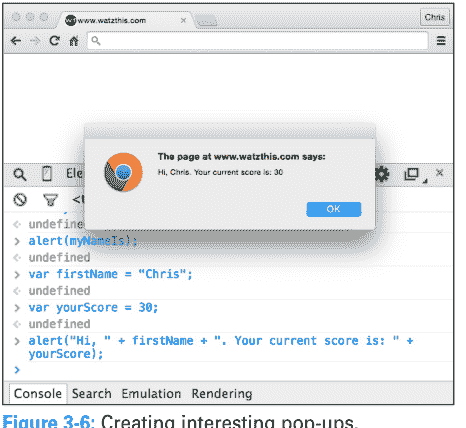 www.watzthis.com
Chris
The page at www.watzthis.com says:
Hi, Chris. Your current score is: 30
OK
Ele
<t
undefine
alert(myNameIs);
undefined
> var firstName = "Chris";
undefined
> var yourScore = 30;
undefined
> alert("Hi, " + firstName + ". Your current score is: " +
yourScore);
>
Console Search Emulation Rendering
Figure 3-6: Creating interesting pop-ups.